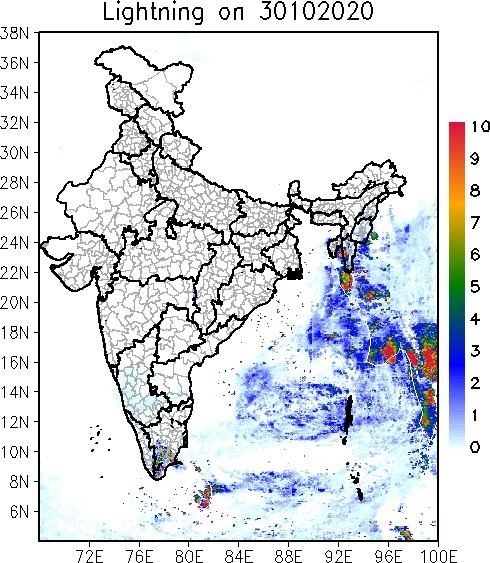 Lightning on 30102020
38N
36N
34N
32N
30N
28N
26N
24N
22N
20N
18N
16N
14N
12N
10N
8N
6N
72E 76E 80E 84E 88E 92E 96E 100E
10
9
8
7
6
5
4
3
2
1
0